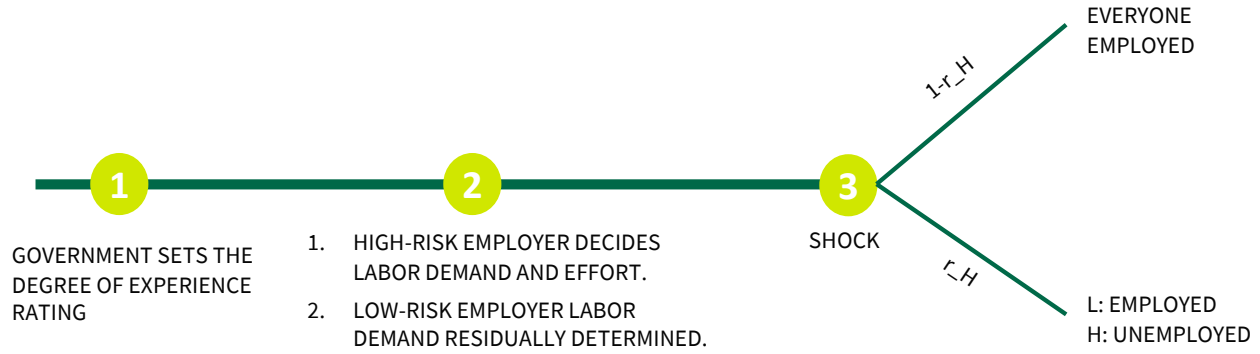 EVERYONE
EMPLOYED
1-r_H
1
2
3
GOVERNMENT SETS THE
DEGREE OF EXPERIENCE
RATING
1. HIGH-RISK EMPLOYER DECIDES
LABOR DEMAND AND EFFORT.
2. LOW-RISK EMPLOYER LABOR
DEMAND RESIDUALLY DETERMINED.
SHOCK
r_H
L: EMPLOYED
H: UNEMPLOYED